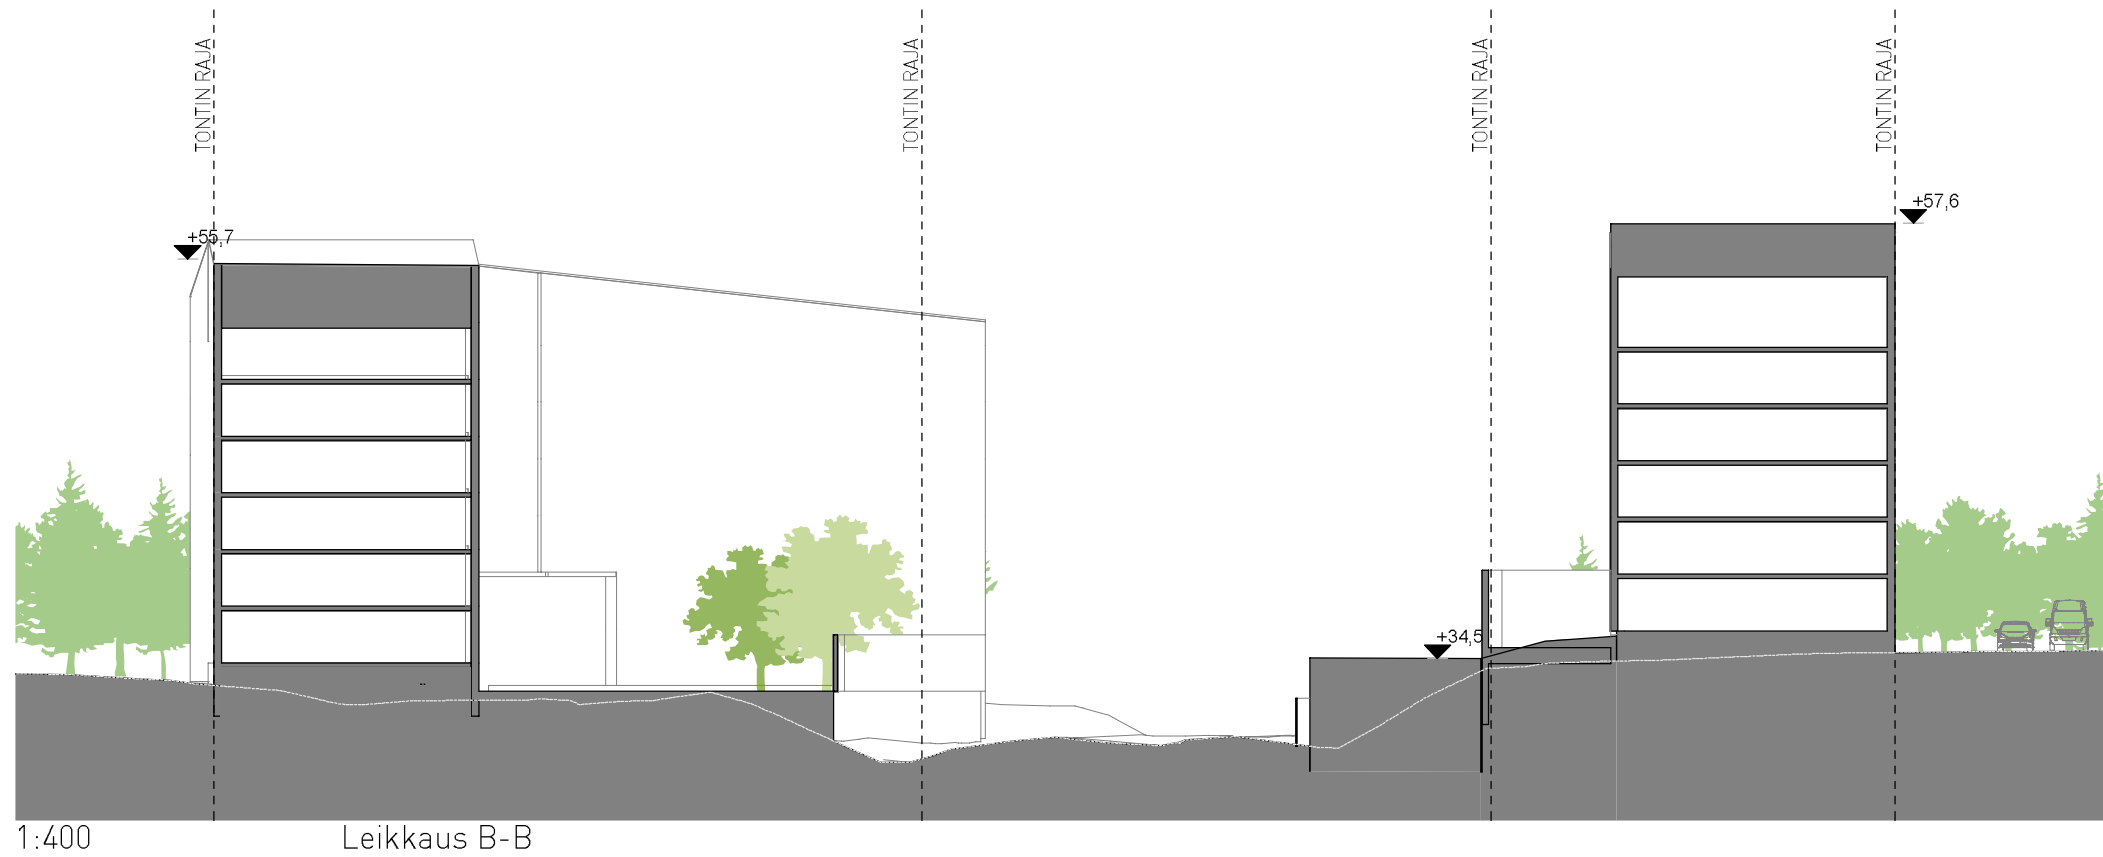 TONTIN RAJA
TONTIN RAJA
TONTIN RAJA
TONTIN RAJA
+55,7
+57,6
+34,5
1:400
Leikkaus B-B